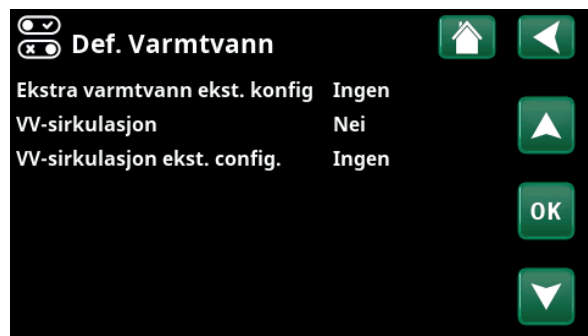 Def. Varmtvann
Ekstra varmtvann ekst. konfig Ingen
VV-sirkulasjon Nei
VV-sirkulasjon ekst. config. Ingen
OK